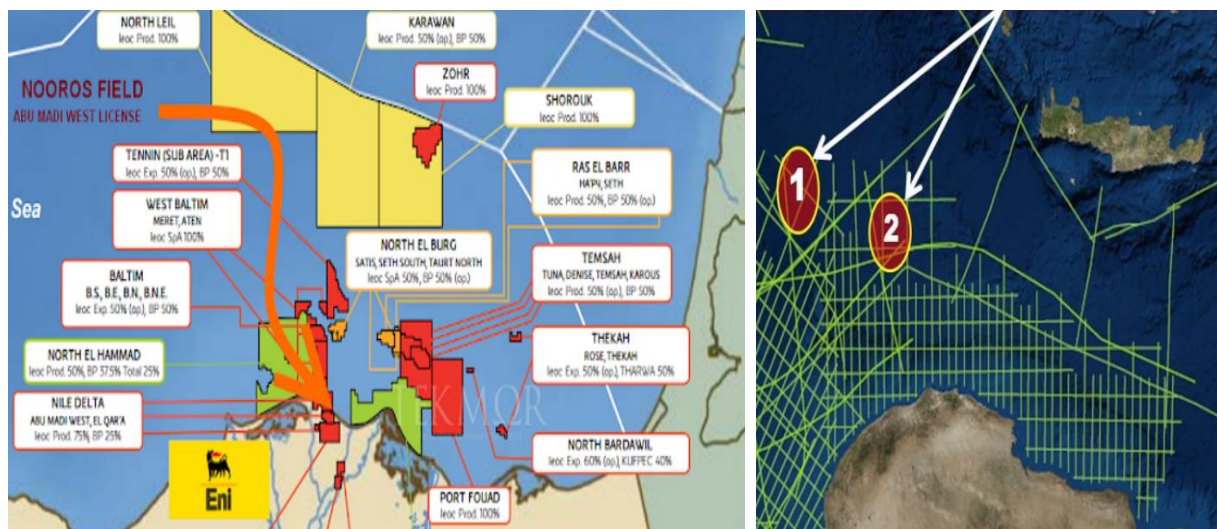 NORTH LEIL
Ieoc Prod. 100%
KARAWAN
Ieoc Prod. 50% (op.), BP 50%
NOOROS FIELD
ABU MADI WEST LICENSE
ZOHR
Ieoc Prod. 100%
SHOROUK
Ieoc Prod. 100%
TENNIN (SUB AREA) -T1
Ieoc Exp. 50% (op.), BP 50%
RAS EL BARR
HA'PY, SETH
Ieoc Prod. 50%, BP 50% (op.)
Sea
WEST BALTIM
MERET, ATEN
Ieoc SpA 100%
NORTH EL BURG
SATIS, SETH SOUTH, TAURT NORTH
Ieoc SpA 50%, BP 50% (op.)
TEMSAH
TUNA, DENISE, TEMSAH, KAROUS
Ieoc Prod. 50% (op.), BP 50%
BALTIM
B.S., B.E., B.N., B.N.E.
Ieoc Exp. 50% (op.), BP 50%
THEKAH
ROSE, THEKAH
Ieoc Exp. 50% (op.), THARWA 50%
NORTH EL HAMMAD
Ieoc Prod. 50%, BP 37.5% Total 25%
TEKMOR
NILE DELTA
ABU MADI WEST, EL QAR'A
Ieoc Prod. 75%, BP 25%
NORTH BARDAWIL
Ieoc Exp. 60% (op.), KUFPEC 40%
Eni
PORT FOUAD
Ieoc Prod. 100%
1
2